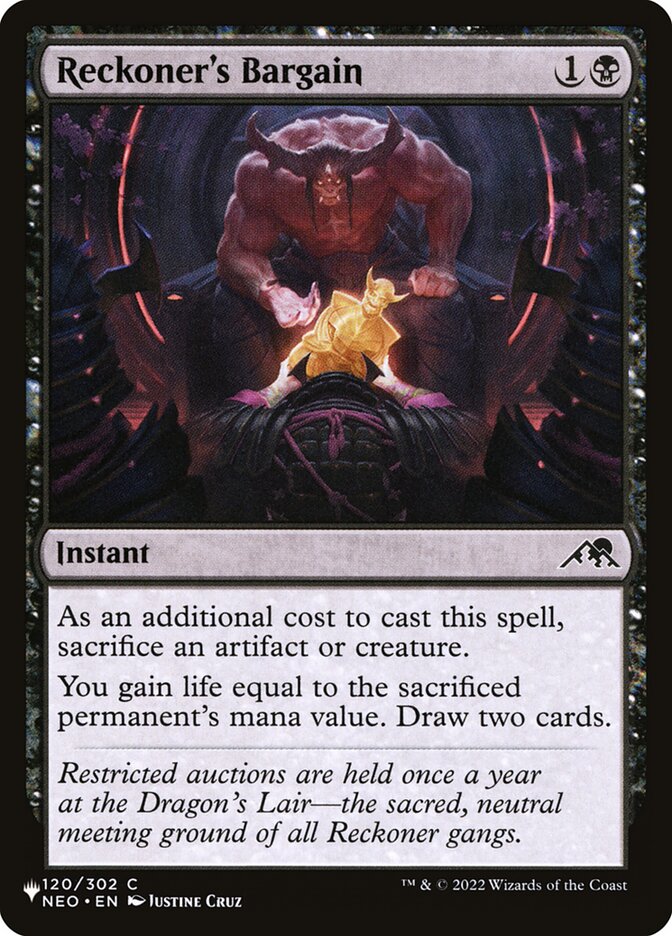 Reckoner's Bargain 1
Instant
As an additional cost to cast this spell,
sacrifice an artifact or creature.
You gain life equal to the sacrificed
permanent's mana value. Draw two cards.
Restricted auctions are held once a year
at the Dragon's Lair—the sacred, neutral
meeting ground of all Reckoner gangs.
120/302 C
NEO • EN Justine Cruz
™ & © 2022 Wizards of the Coast